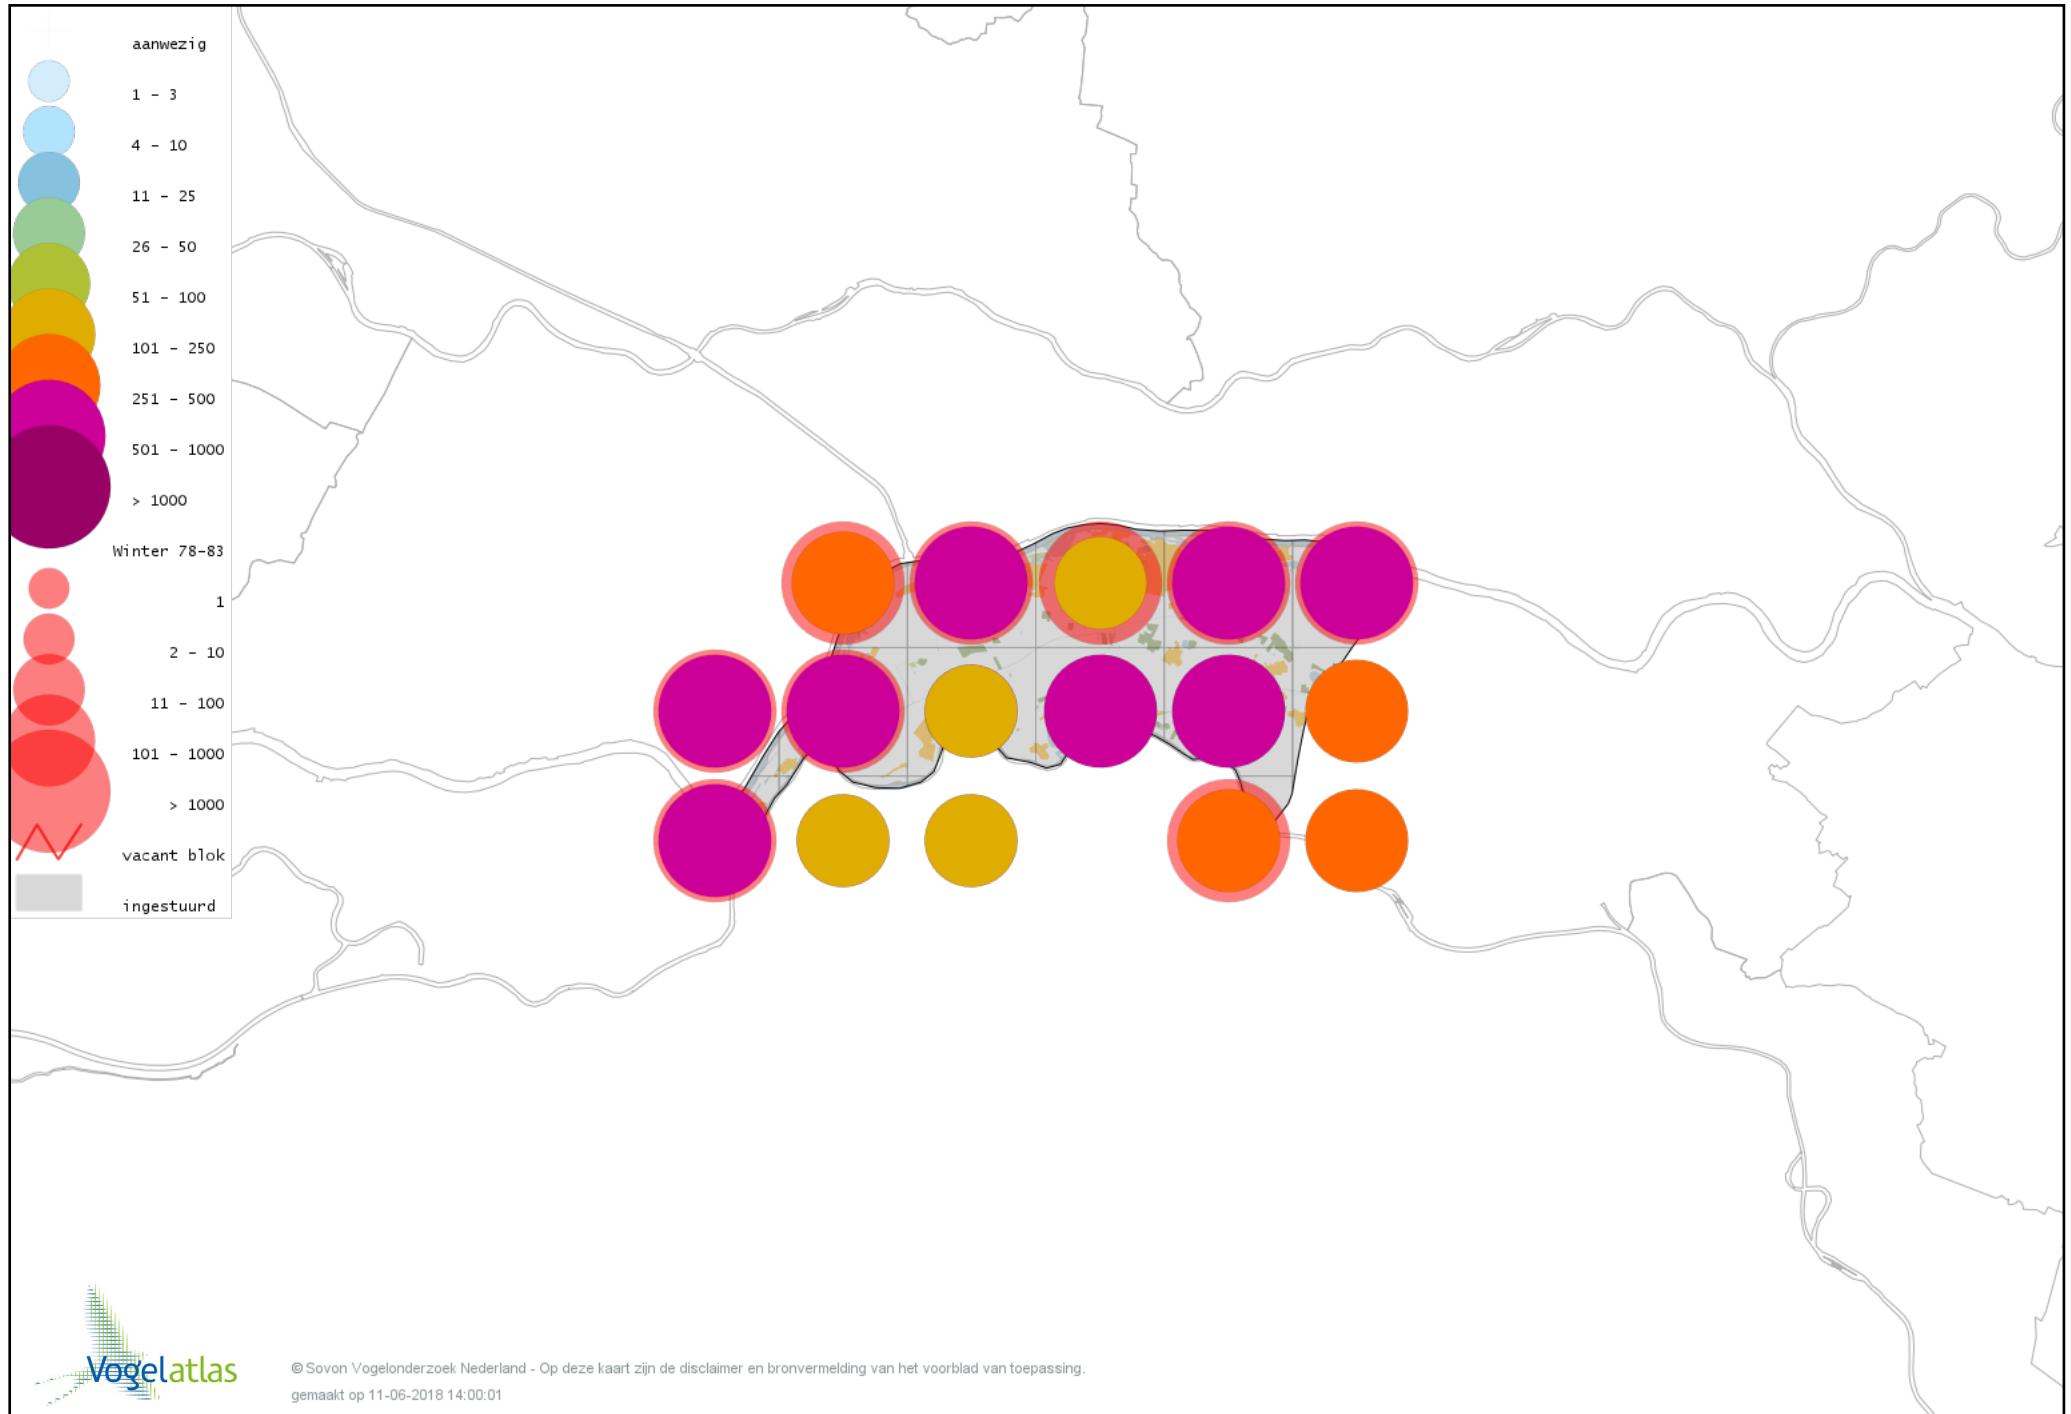 aanwezig
1 - 3
4 - 10
11 - 25
26 - 50
51 - 100
101 - 250
251 - 500
501 - 1000
> 1000
Winter 78-83
1
2 - 10
11 - 100
101 - 1000
> 1000
vacant blok
ingestuurd
Vogelatlas
© Sovon Vogelonderzoek Nederland - Op deze kaart zijn de disclaimer en bronvermelding van het voorblad van toepassing.
gemaakt op 11-06-2018 14:00:01